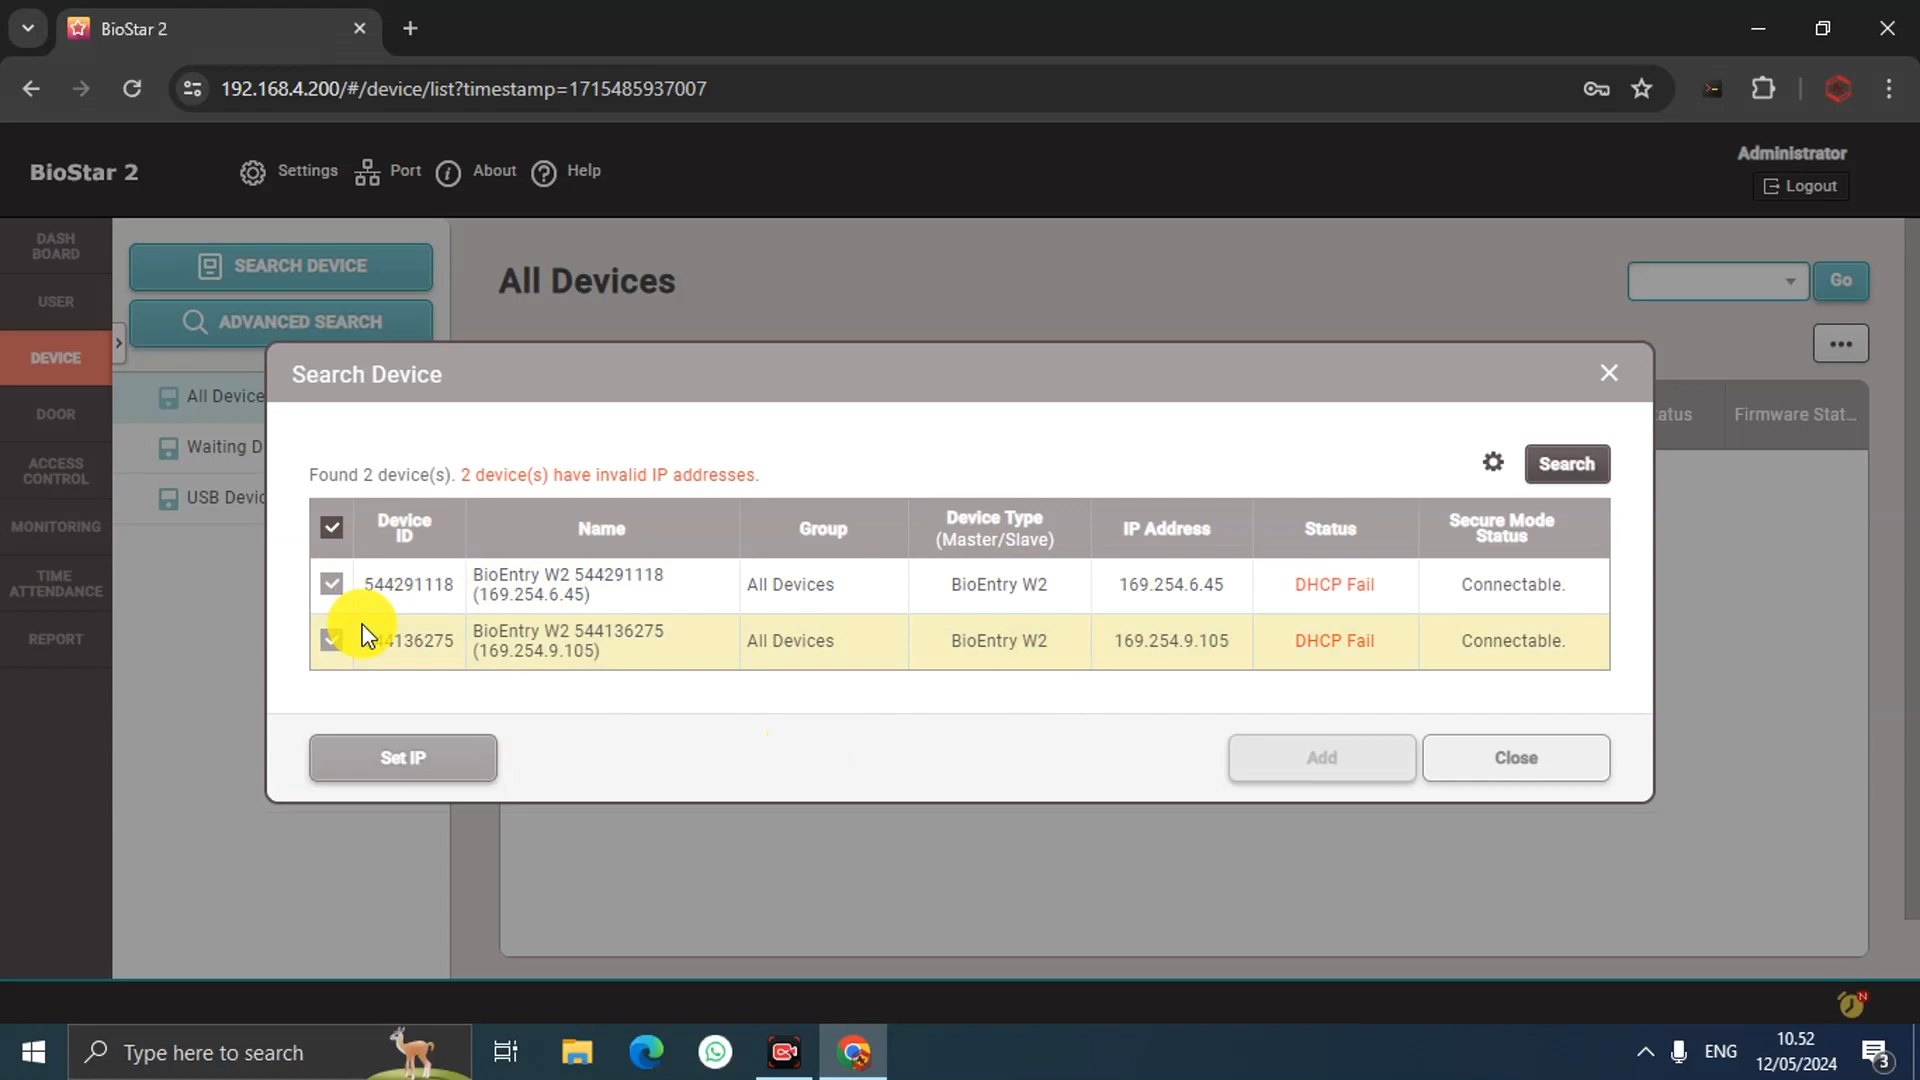 BioStar 2
192.168.4.200/#/device/list?timestamp=1715485937007
BioStar 2
Settings
Port
About
Help
Administrator
Logout
DASH
BOARD
USER
DEVICE
DOOR
ACCESS
CONTROL
MONITORING
TIME
ATTENDANCE
REPORT
SEARCH DEVICE
ADVANCED SEARCH
All Device
Waiting D
USB Devic
All Devices
Go
atus
Firmware Stat...
Search Device
Found 2 device(s). 2 device(s) have invalid IP addresses.
Search
Device
ID
Name
Group
Device Type
(Master/Slave)
IP Address
Status
Secure Mode
Status
544291118
BioEntry W2 544291118
(169.254.6.45)
All Devices
BioEntry W2
169.254.6.45
DHCP Fail
Connectable.
44136275
BioEntry W2 544136275
(169.254.9.105)
All Devices
BioEntry W2
169.254.9.105
DHCP Fail
Connectable.
Set IP
Add
Close
N
Type here to search
ENG
10.52
12/05/2024
3